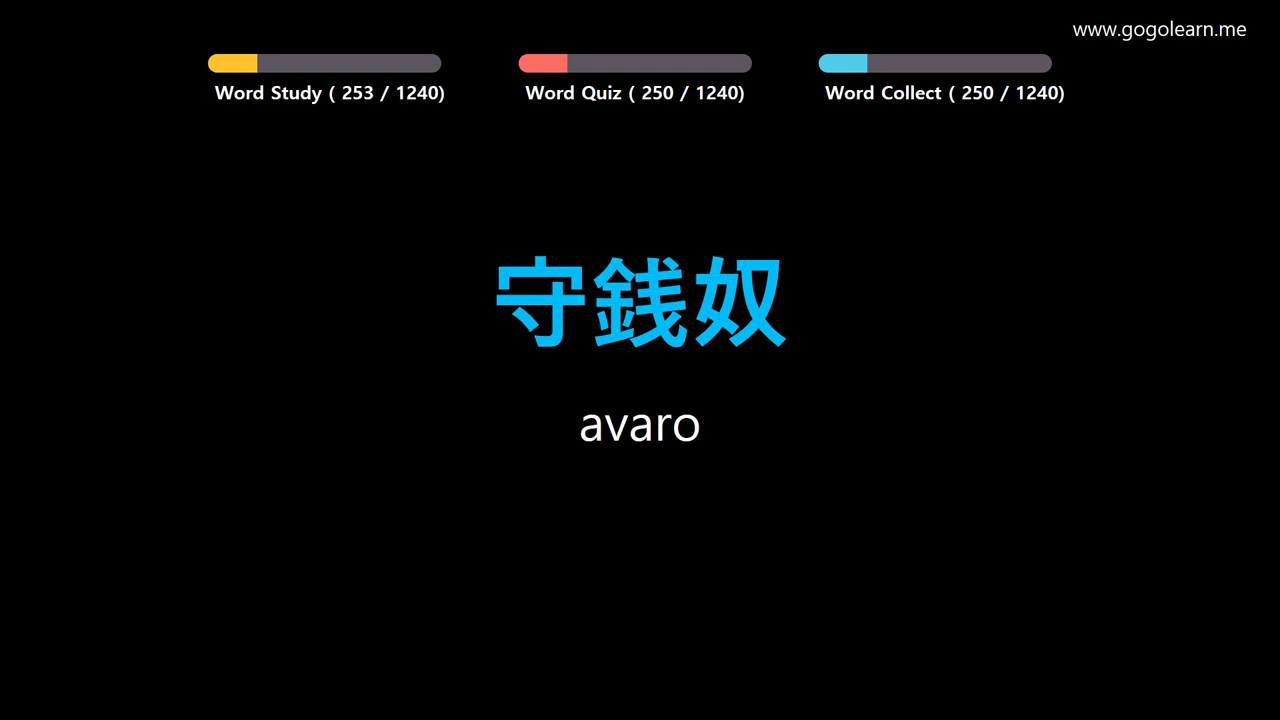 www.gogolearn.me
Word Study ( 253 / 1240)
Word Quiz ( 250 / 1240)
Word Collect ( 250 / 1240)
守銭奴
avaro